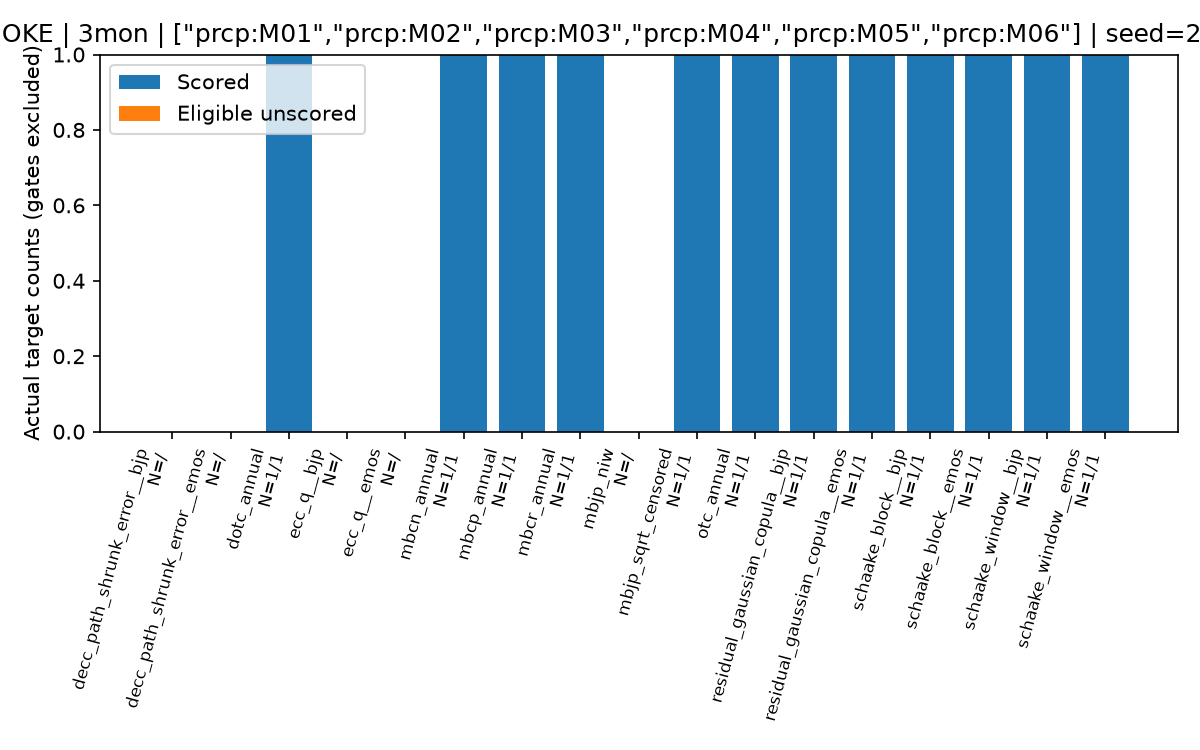 OKE | 3mon | ["prcp:M01","prcp:M02","prcp:M03","prcp:M04","prcp:M05","prcp:M06"] | seed=2
Actual target counts (gates excluded)
1.0
0.8
0.6
0.4
0.2
0.0
Scored
Eligible unscored
decc_path_shrunk_error__bjp
N=/
decc_path_shrunk_error__emos
N=/
dotc_annual
N=1/1
ecc_q__bjp
N=/
ecc_q__emos
N=/
mbcn_annual
N=1/1
mbcp_annual
N=1/1
mbcr_annual
N=1/1
mbjp_niw
N=/
mbjp_sqrt_censored
N=1/1
otc_annual
N=1/1
residual_gaussian_copula__bjp
N=1/1
residual_gaussian_copula__emos
N=1/1
schaake_block__bjp
N=1/1
schaake_block__emos
N=1/1
schaake_window__bjp
N=1/1
schaake_window__emos
N=1/1